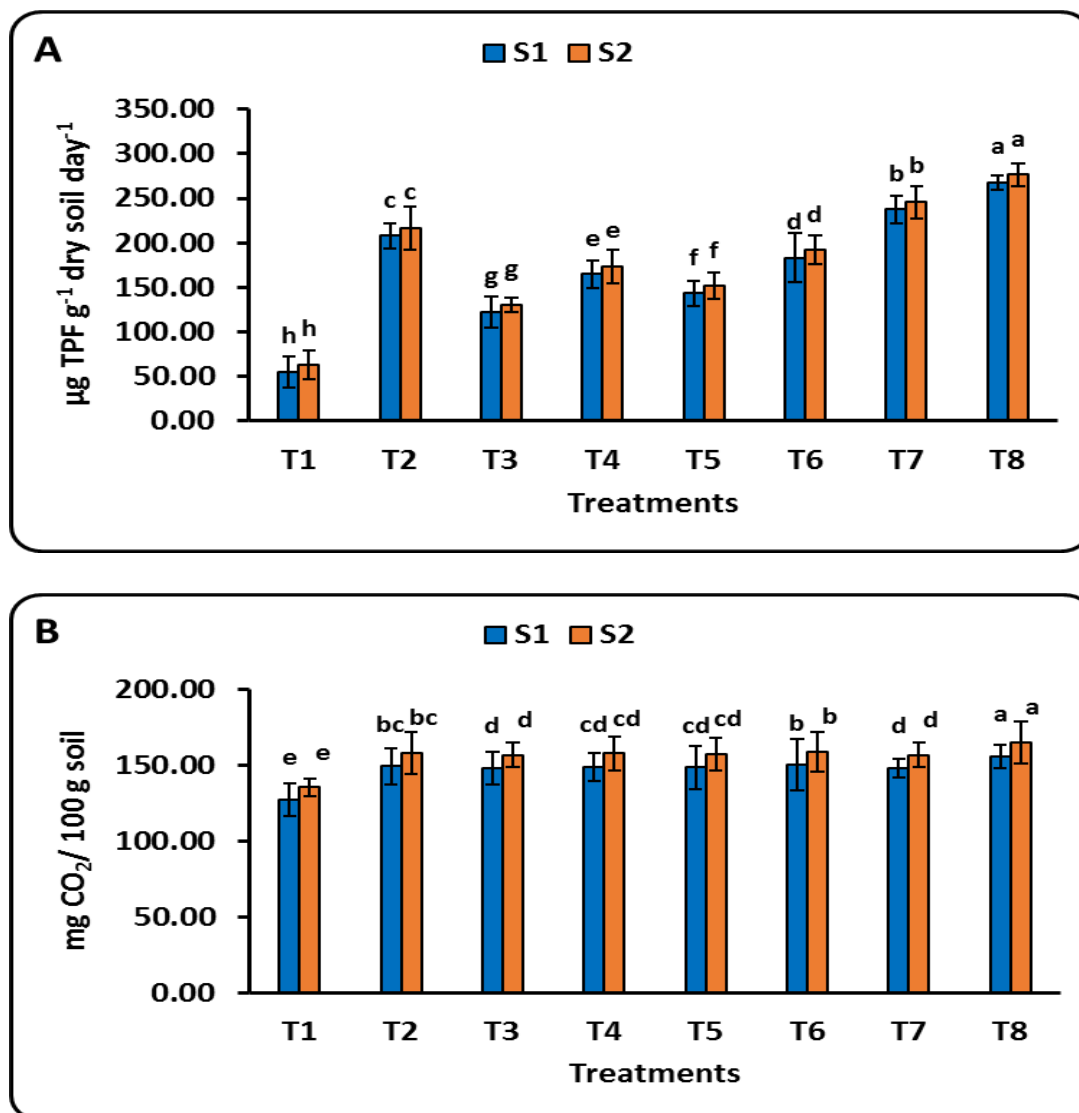 A
S1 S2
µg TPF g⁻¹ dry soil day⁻¹
350.00
300.00
250.00
200.00
150.00
100.00
50.00
0.00
h h
c c
g g
e e
f f
d d
b b
a a
T1 T2 T3 T4 T5 T6 T7 T8
Treatments
B
S1 S2
mg CO₂/ 100 g soil
200.00
150.00
100.00
50.00
0.00
e e
bc bc
d d
cd cd
cd cd
b b
d d
a a
T1 T2 T3 T4 T5 T6 T7 T8
Treatments